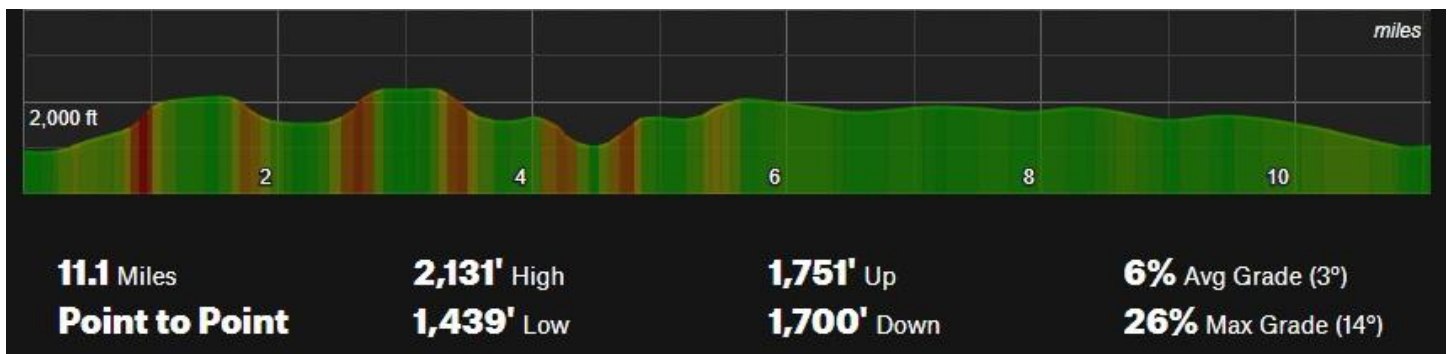 miles
2,000 ft
2 4 6 8 10
11.1 Miles 2,131' High 1,751' Up 6% Avg Grade (3°)
Point to Point 1,439' Low 1,700' Down 26% Max Grade (14°)